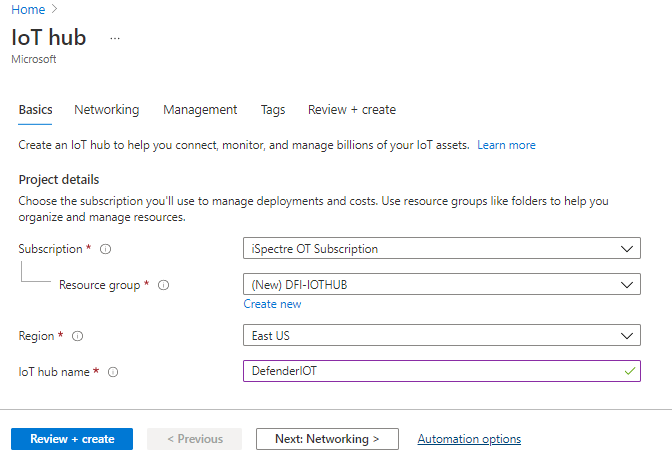 Home >
IoT hub ...
Microsoft
Basics Networking Management Tags Review + create
Create an IoT hub to help you connect, monitor, and manage billions of your IoT assets. Learn more
Project details
Choose the subscription you'll use to manage deployments and costs. Use resource groups like folders to help you
organize and manage resources.
Subscription * iSpectre OT Subscription
Resource group * (New) DFI-IOTHUB
Create new
Region * East US
IoT hub name * DefenderIOT
Review + create < Previous Next: Networking > Automation options